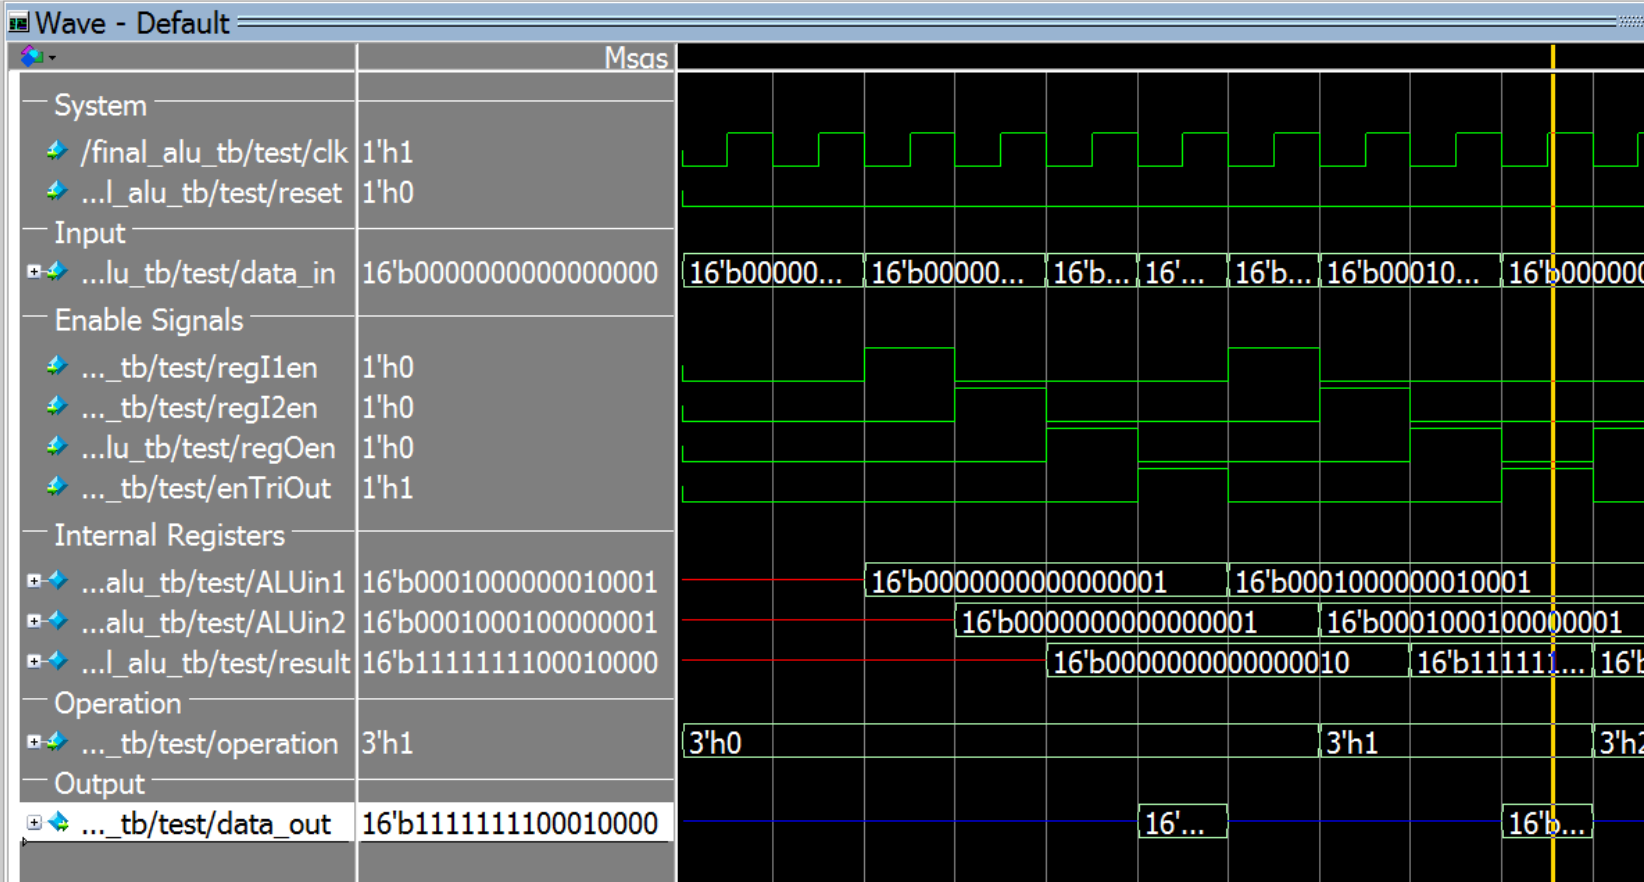 Wave - Default
Msgs
System
/final_alu_tb/test/clk 1'h1
...l_alu_tb/test/reset 1'h0
Input
...lu_tb/test/data_in 16'b0000000000000000 16'b00000... 16'b00000... 16'b... 16'... 16'b... 16'b00010... 16'b000000
Enable Signals
..._tb/test/regI1en 1'h0
..._tb/test/regI2en 1'h0
...lu_tb/test/regOen 1'h0
..._tb/test/enTriOut 1'h1
Internal Registers
...alu_tb/test/ALUin1 16'b0001000000010001 16'b0000000000000001 16'b0001000000010001
...alu_tb/test/ALUin2 16'b0001000100000001 16'b0000000000000001 16'b0001000100000001
...l_alu_tb/test/result 16'b1111111100010000 16'b0000000000000010 16'b111111... 16'b
Operation
..._tb/test/operation 3'h1 3'h0 3'h1 3'h2
Output
..._tb/test/data_out 16'b1111111100010000 16'... 16'b...